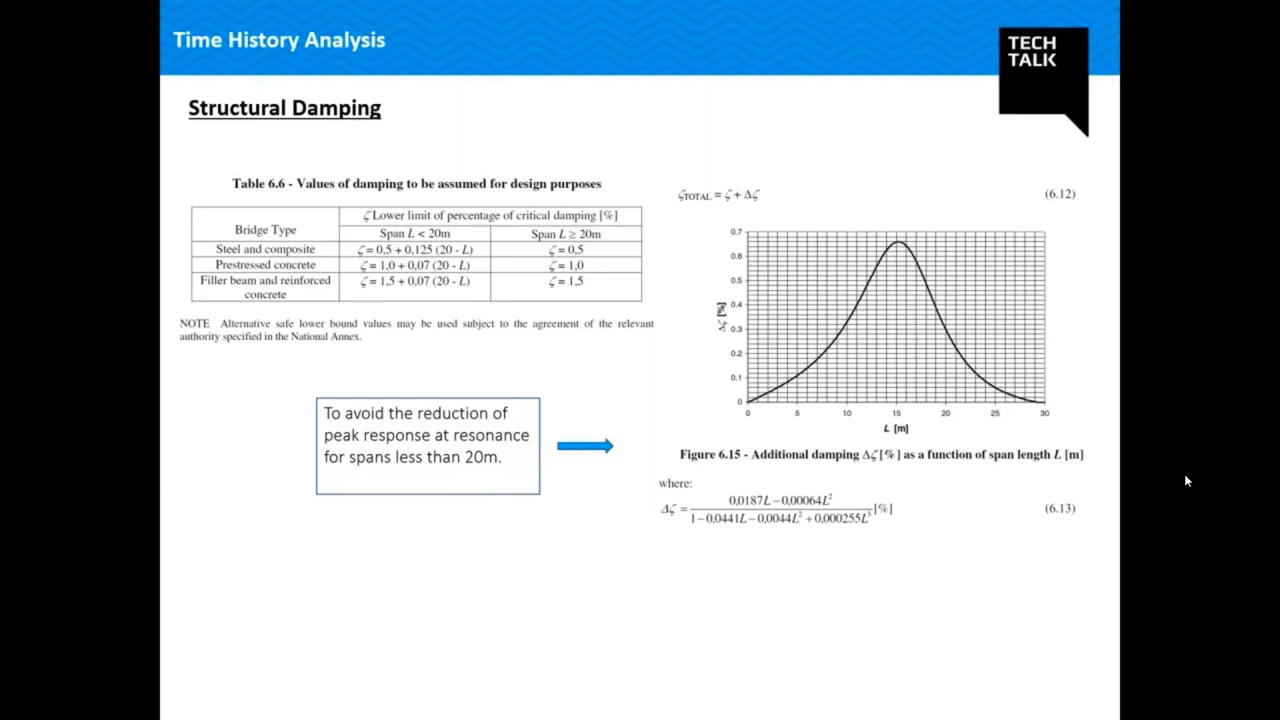 Time History Analysis
TECH
TALK
Structural Damping
Table 6.6 - Values of damping to be assumed for design purposes
Bridge Type
ζ Lower limit of percentage of critical damping [%]
Span L < 20m
Span L ≥ 20m
Steel and composite
ζ = 0,5 + 0,125 (20 - L)
ζ = 0,5
Prestressed concrete
ζ = 1,0 + 0,07 (20 - L)
ζ = 1,0
Filler beam and reinforced
concrete
ζ = 1,5 + 0,07 (20 - L)
ζ = 1,5
NOTE Alternative safe lower bound values may be used subject to the agreement of the relevant
authority specified in the National Annex.
To avoid the reduction of
peak response at resonance
for spans less than 20m.
ζTOTAL = ζ + Δζ
(6.12)
0.7
0.6
0.5
0.4
0.3
0.2
0.1
0
Δζ [%]
0 5 10 15 20 25 30
L [m]
Figure 6.15 - Additional damping Δζ [%] as a function of span length L [m]
where:
Δζ = (0,0187L − 0,00064L²) / (1 − 0,0441L − 0,0044L² + 0,000255L³) [%]
(6.13)